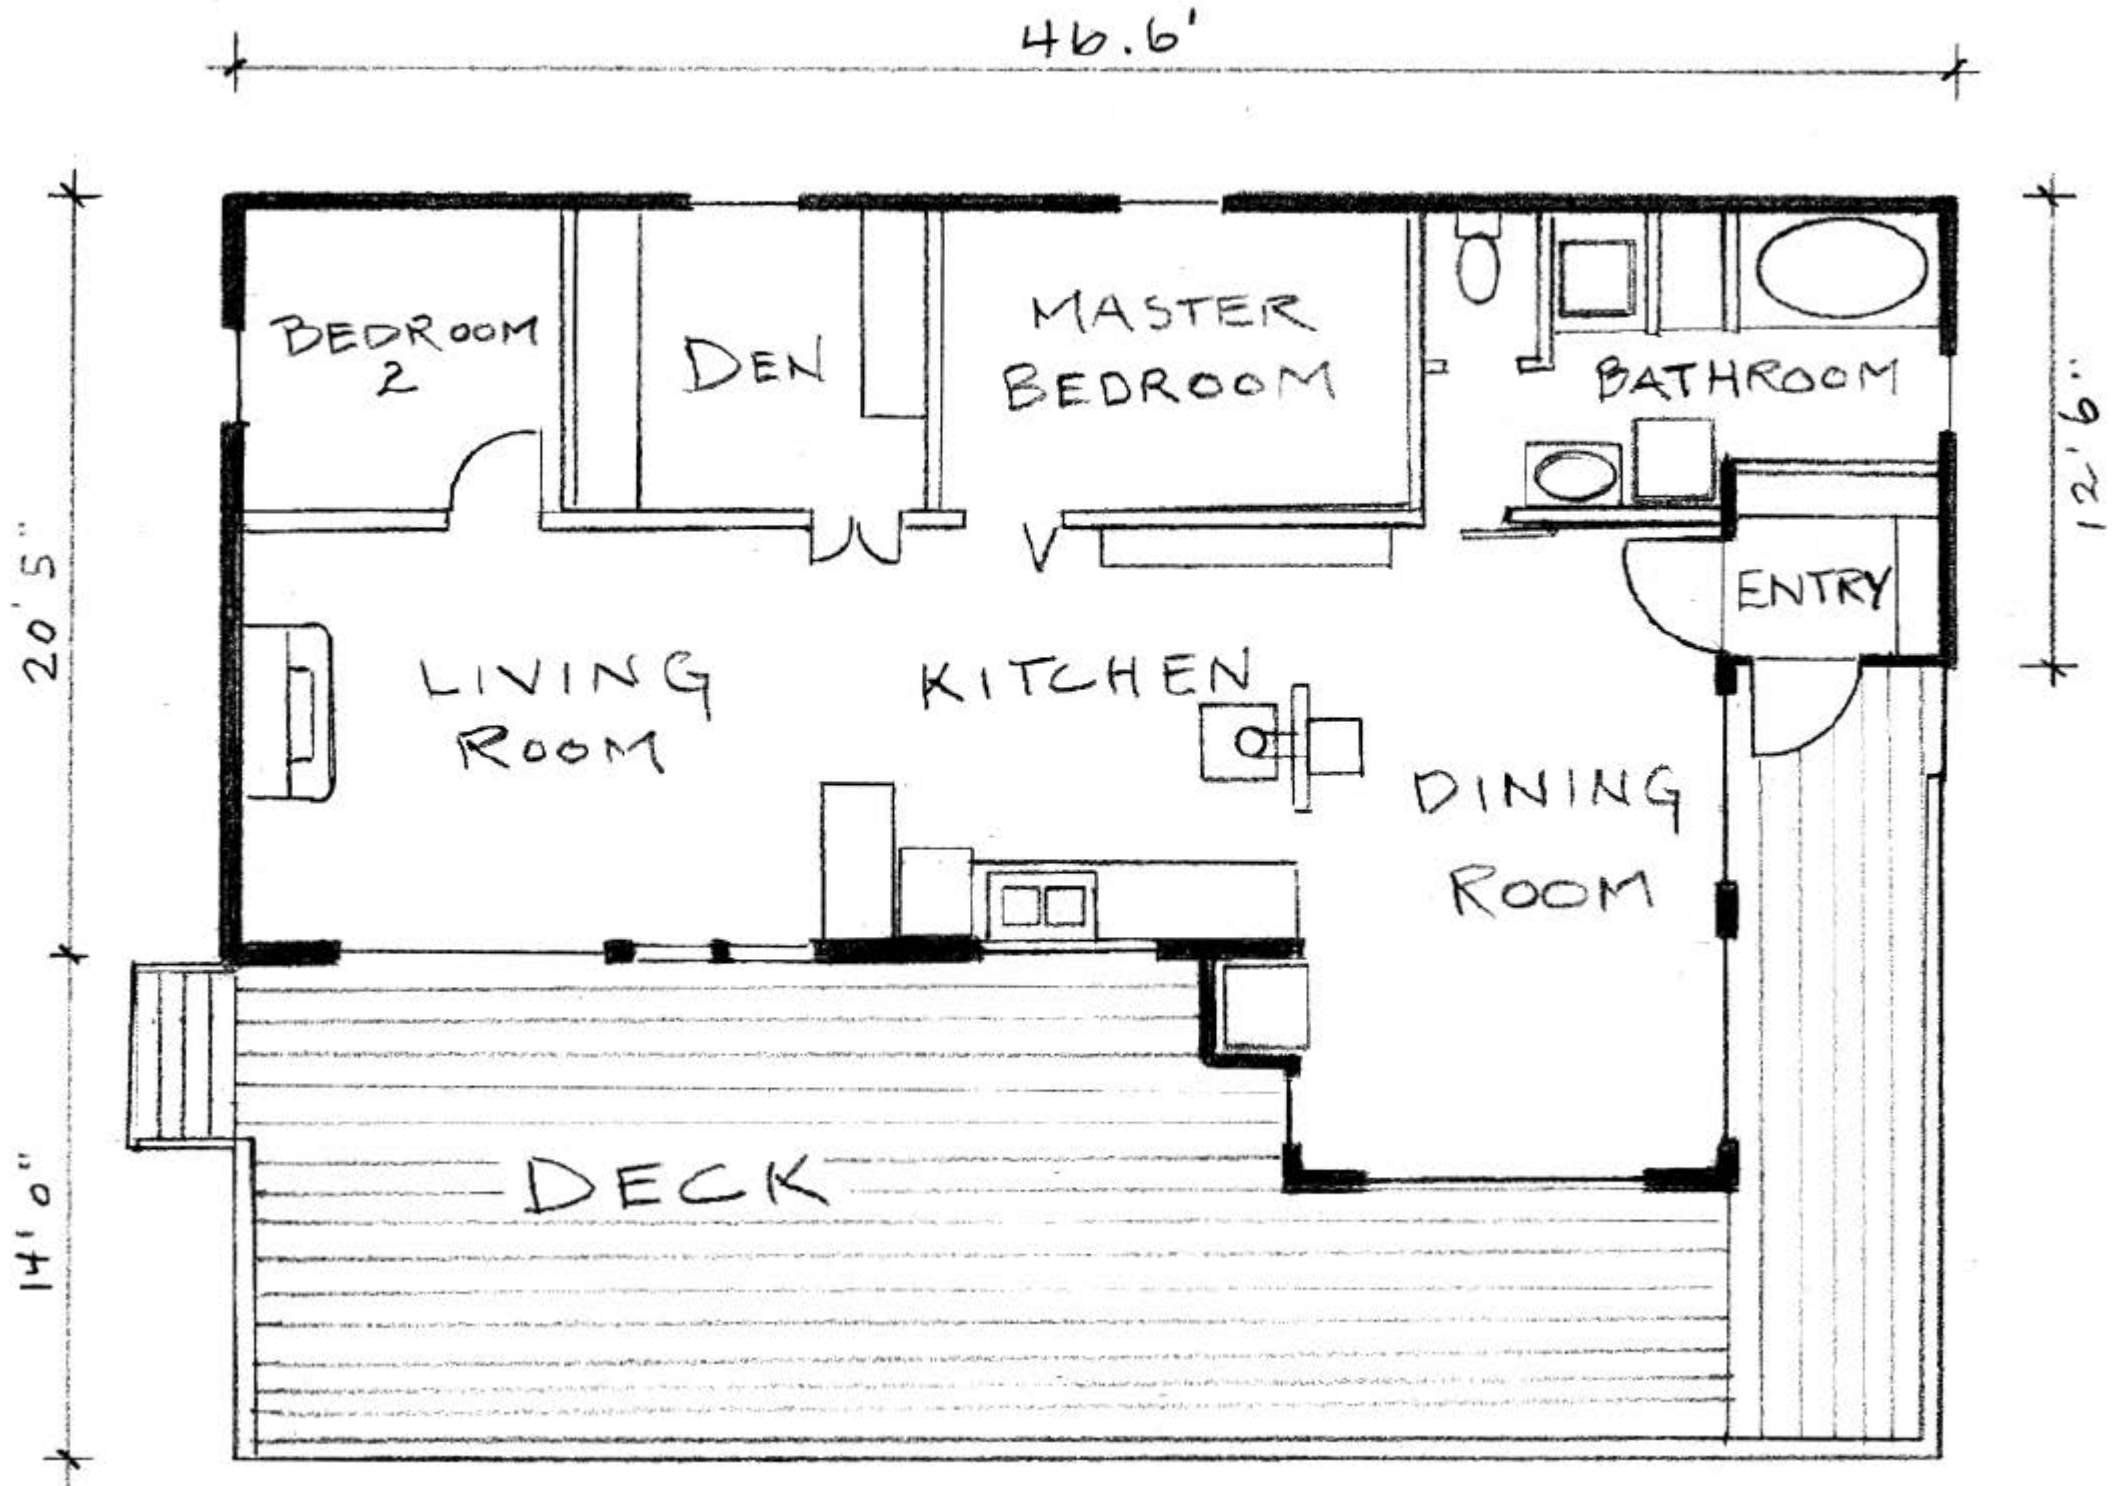 46.6'
BEDROOM
2
DEN
MASTER
BEDROOM
BATHROOM
12'6"
20'5"
ENTRY
LIVING
ROOM
KITCHEN
DINING
ROOM
DECK
14'0"